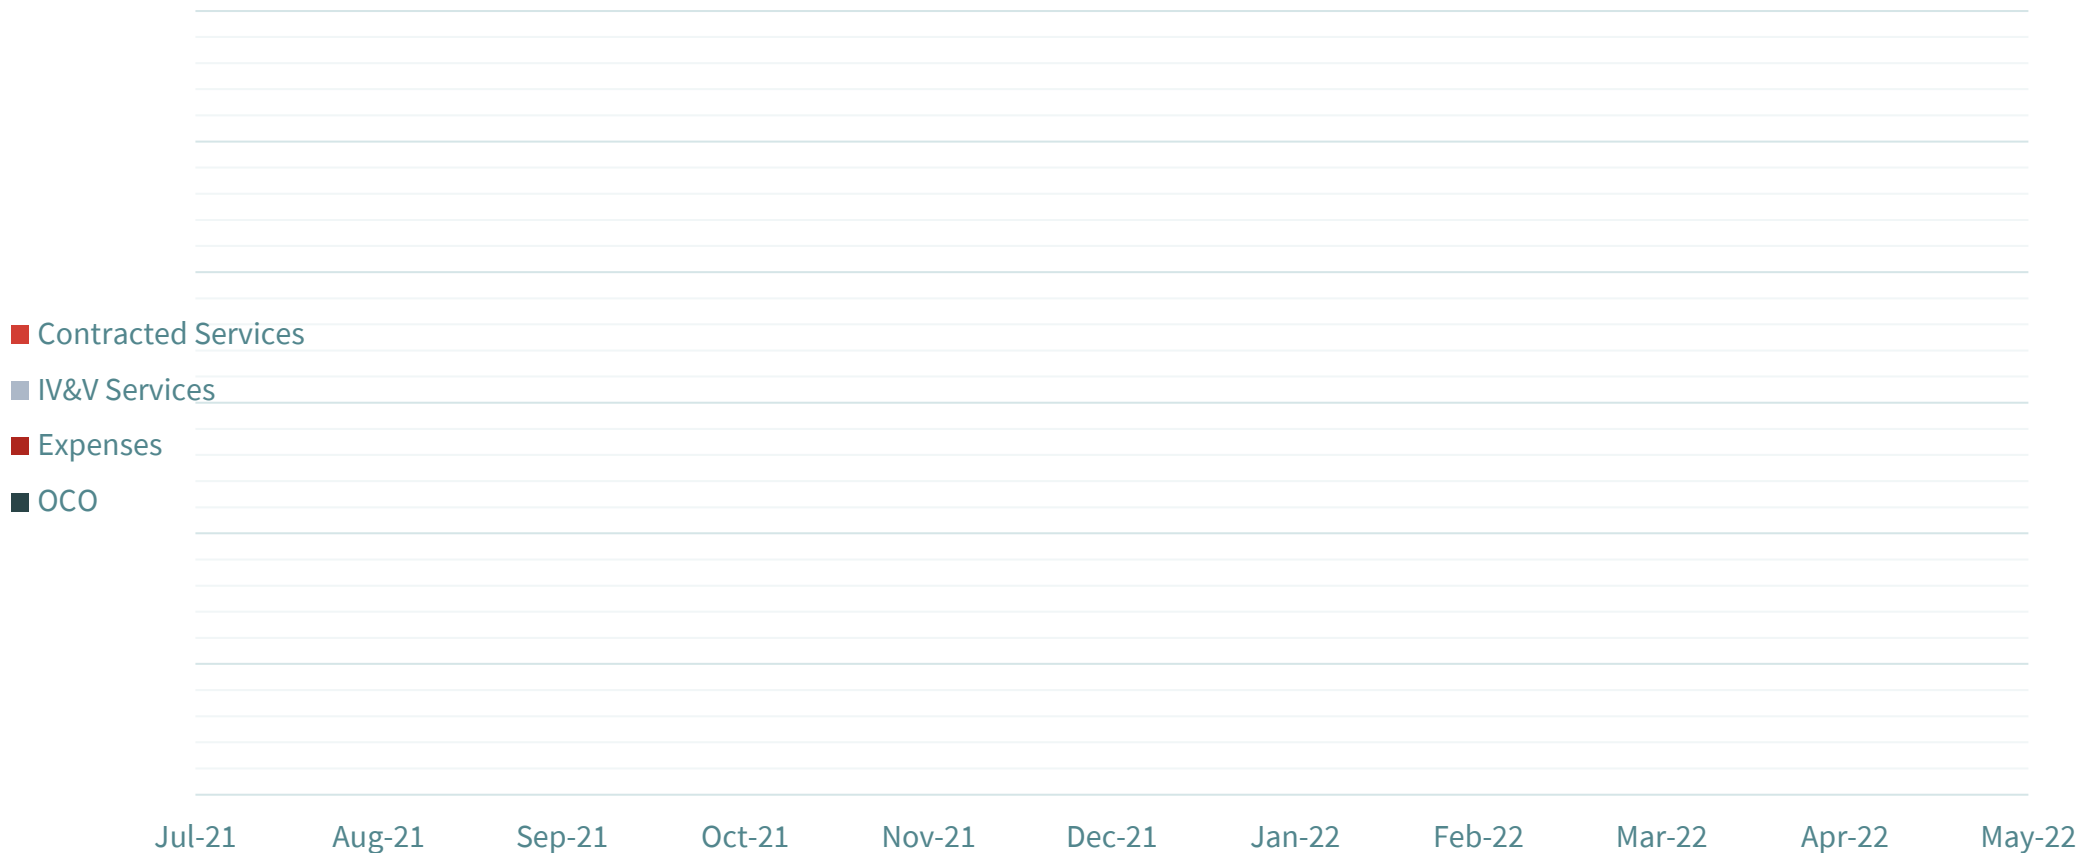 Contracted Services
IV&V Services
Expenses
OCO
Jul-21 Aug-21 Sep-21 Oct-21 Nov-21 Dec-21 Jan-22 Feb-22 Mar-22 Apr-22 May-22